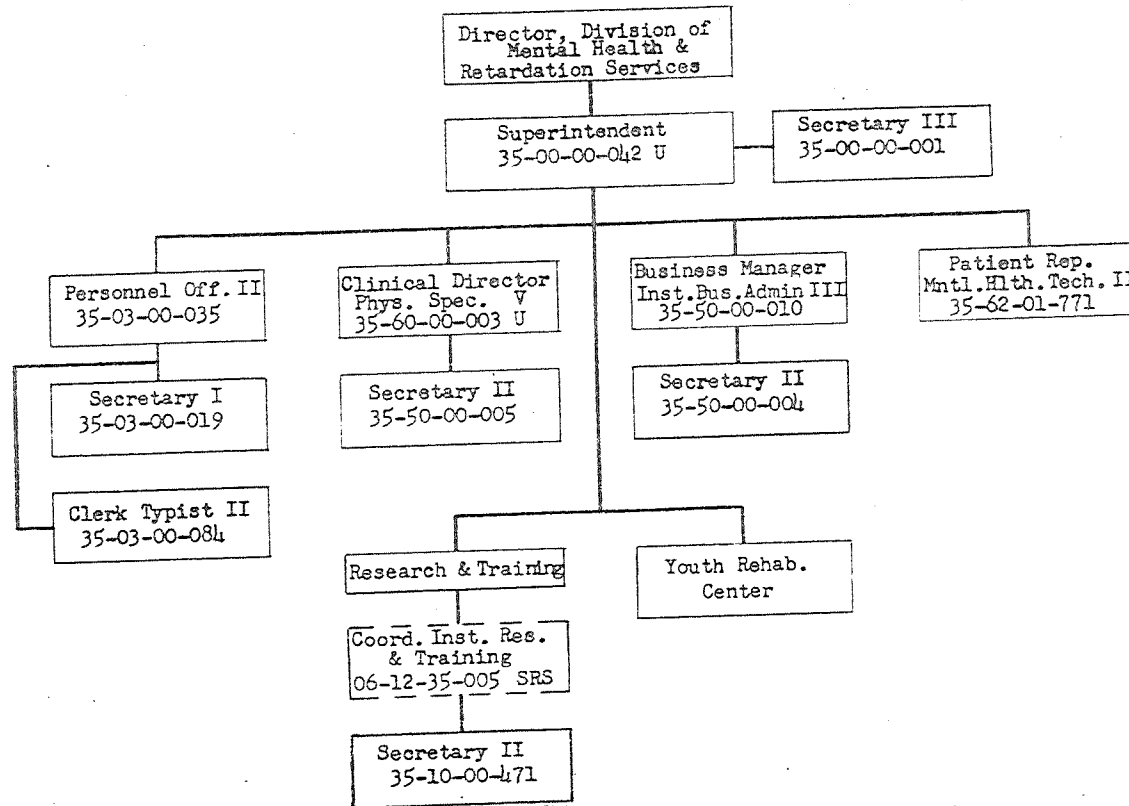 Director, Division of
Mental Health &
Retardation Services
Superintendent
35-00-00-042 U
Secretary III
35-00-00-001
Personnel Off. II
35-03-00-035
Clinical Director
Phys. Spec. V
35-60-00-003 U
Business Manager
Inst.Bus.Admin III
35-50-00-010
Patient Rep.
Mntl.Hlth.Tech. II
35-62-01-771
Secretary I
35-03-00-019
Secretary II
35-50-00-005
Secretary II
35-50-00-004
Clerk Typist II
35-03-00-084
Research & Training
Youth Rehab.
Center
Coord. Inst. Res.
& Training
06-12-35-005 SRS
Secretary II
35-10-00-471